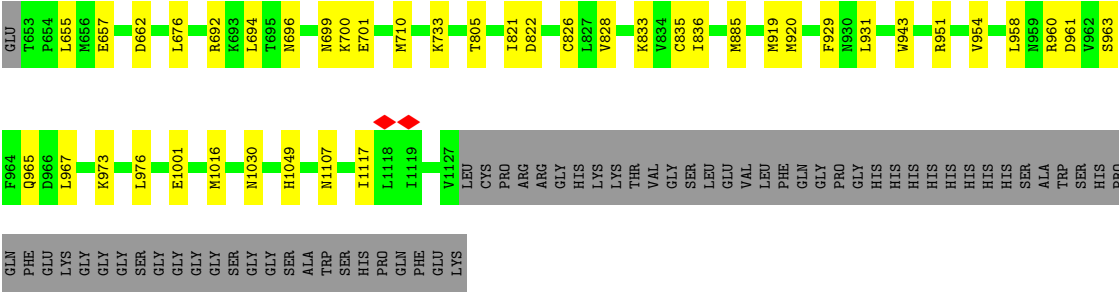 GLU T653 P654 L655 M656 E657 D662 L676 R692 K693 L694 T695 N696 N699 K700 E701 M710 K733 T805 I821 D822 C826 L827 V828 K833 V834 C835 I836 M885 M919 M920 F929 N930 L931 W943 R951 V954 L958 N959 R960 D961 V962 S963
F964 Q965 D966 L967 K973 L976 E1001 M1016 N1030 H1049 N1107 I1117 L1118 I1119 V1127 LEU CYS PRO ARG ARG GLY HIS LYS LYS THR VAL GLY SER LEU GLU VAL LEU PHE GLN GLY PRO GLY HIS HIS HIS HIS HIS HIS HIS HIS SER ALA TRP SER HIS PRO
GLN PHE GLU LYS GLY GLY GLY SER GLY GLY GLY GLY SER GLY GLY SER ALA TRP SER HIS PRO GLN PHE GLU LYS